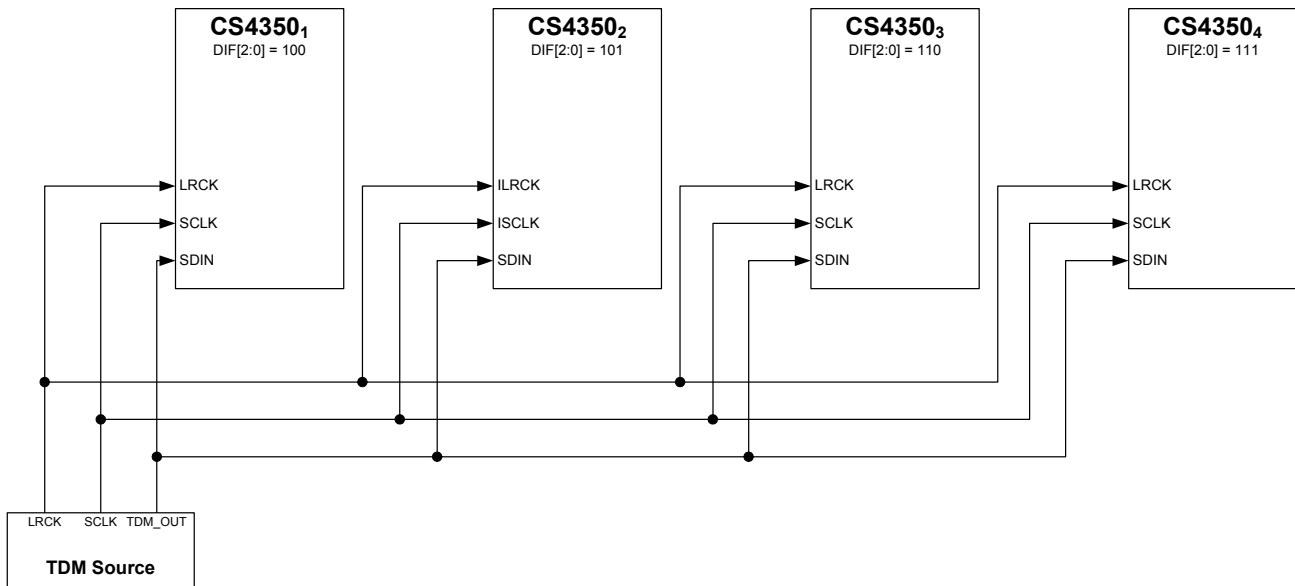 CS4350₁
DIF[2:0] = 100
LRCK
SCLK
SDIN
CS4350₂
DIF[2:0] = 101
ILRCK
ISCLK
SDIN
CS4350₃
DIF[2:0] = 110
LRCK
SCLK
SDIN
CS4350₄
DIF[2:0] = 111
LRCK
SCLK
SDIN
LRCK SCLK TDM_OUT
TDM Source